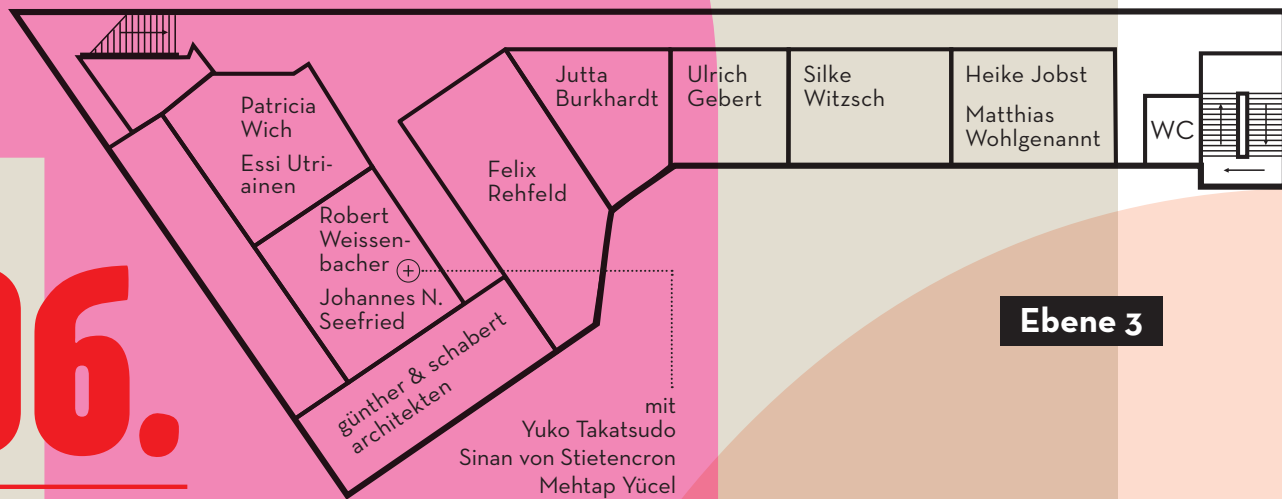 Patricia
Wich
Essi Utri-
ainen
Robert
Weissen-
bacher
Johannes N.
Seefried
günther & schabert
architekten
Felix
Rehfeld
Jutta
Burkhardt
Ulrich
Gebert
Silke
Witzsch
Heike Jobst
Matthias
Wohlgenannt
WC
mit
Yuko Takatsudo
Sinan von Stietencron
Mehtap Yücel
Ebene 3
06.